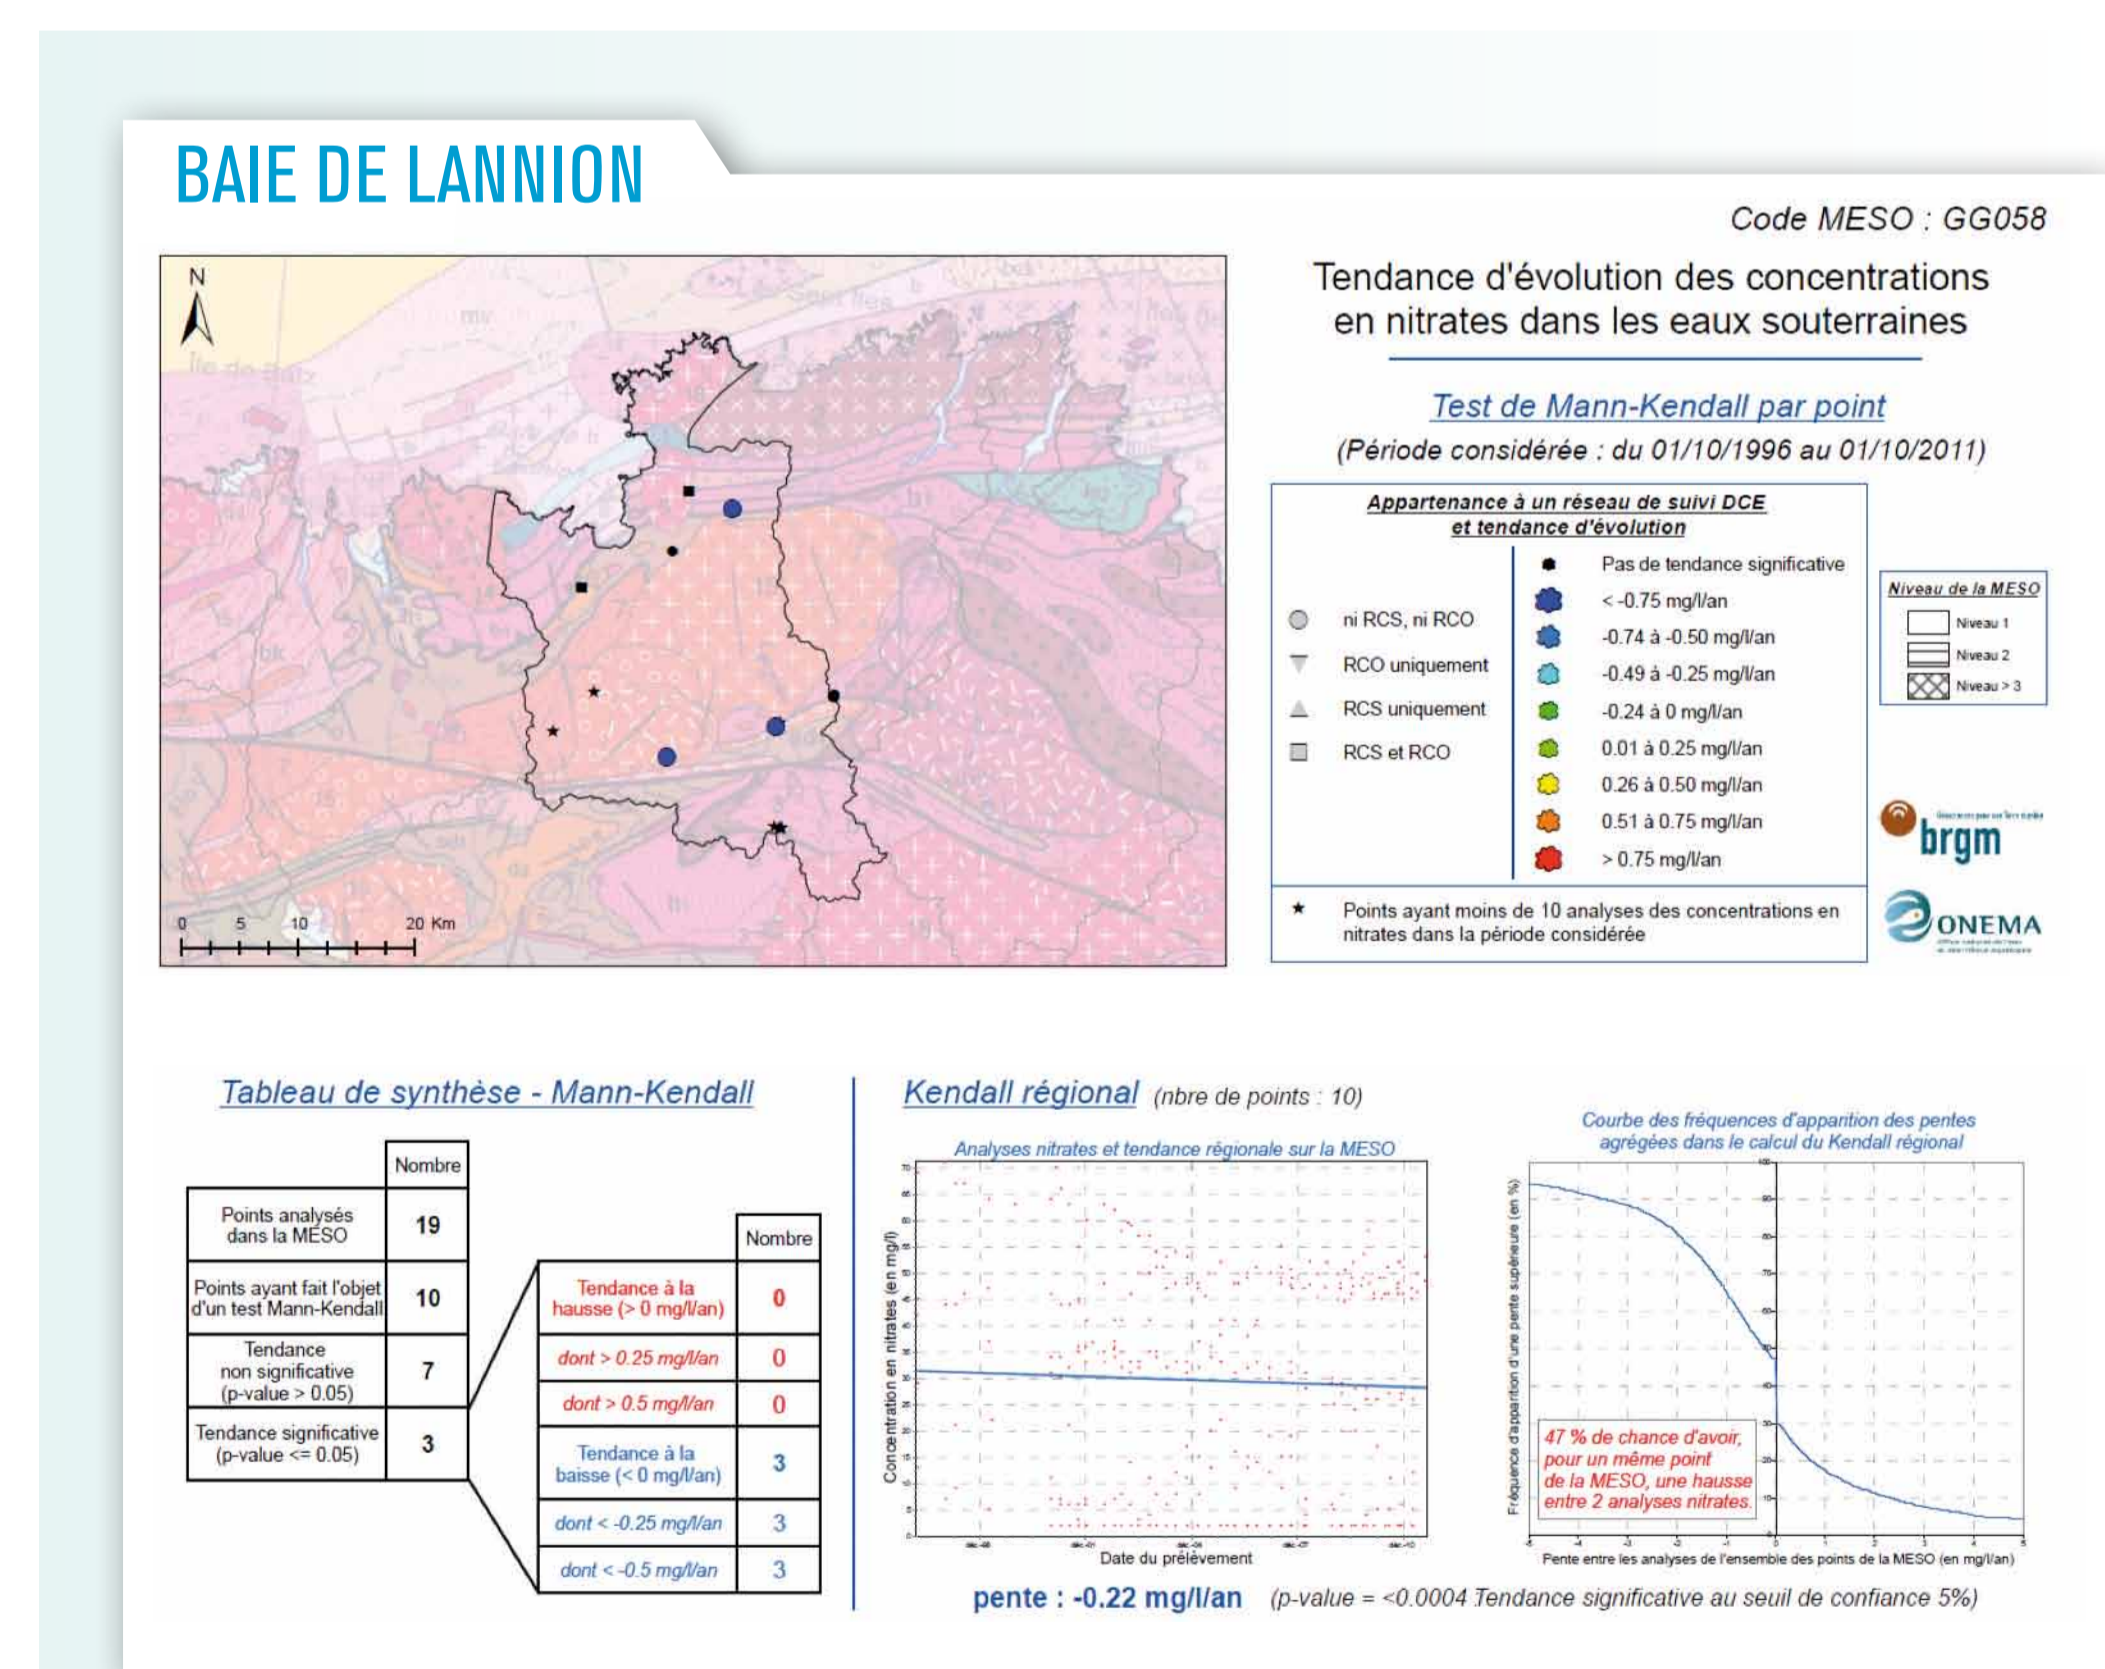 BAIE DE LANNION
Code MESO : GG058
Tendance d'évolution des concentrations
en nitrates dans les eaux souterraines
Test de Mann-Kendall par point
(Période considérée : du 01/10/1996 au 01/10/2011)
N
0 5 10 20 Km
Appartenance à un réseau de suivi DCE
et tendance d'évolution
ni RCS, ni RCO
RCO uniquement
RCS uniquement
RCS et RCO
Pas de tendance significative
< -0.75 mg/l/an
-0.74 à -0.50 mg/l/an
-0.49 à -0.25 mg/l/an
-0.24 à 0 mg/l/an
0.01 à 0.25 mg/l/an
0.26 à 0.50 mg/l/an
0.51 à 0.75 mg/l/an
> 0.75 mg/l/an
Points ayant moins de 10 analyses des concentrations en
nitrates dans la période considérée
Niveau de la MESO
Niveau 1
Niveau 2
Niveau > 3
brgm
ONEMA
Tableau de synthèse - Mann-Kendall
Nombre
Points analysés
dans la MESO
19
Points ayant fait l'objet
d'un test Mann-Kendall
10
Tendance
non significative
(p-value > 0.05)
7
Tendance significative
(p-value <= 0.05)
3
Nombre
Tendance à la
hausse (> 0 mg/l/an)
0
dont > 0.25 mg/l/an
0
dont > 0.5 mg/l/an
0
Tendance à la
baisse (< 0 mg/l/an)
3
dont < -0.25 mg/l/an
3
dont < -0.5 mg/l/an
3
Kendall régional (nbre de points : 10)
Analyses nitrates et tendance régionale sur la MESO
Concentration en nitrates (en mg/l)
Date du prélèvement
Courbe des fréquences d'apparition des pentes
agrégées dans le calcul du Kendall régional
Fréquence d'apparition d'une pente supérieure (en %)
47 % de chance d'avoir,
pour un même point
de la MESO, une hausse
entre 2 analyses nitrates.
Pente entre les analyses de l'ensemble des points de la MESO (en mg/l/an)
pente : -0.22 mg/l/an
(p-value = <0.0004 Tendance significative au seuil de confiance 5%)